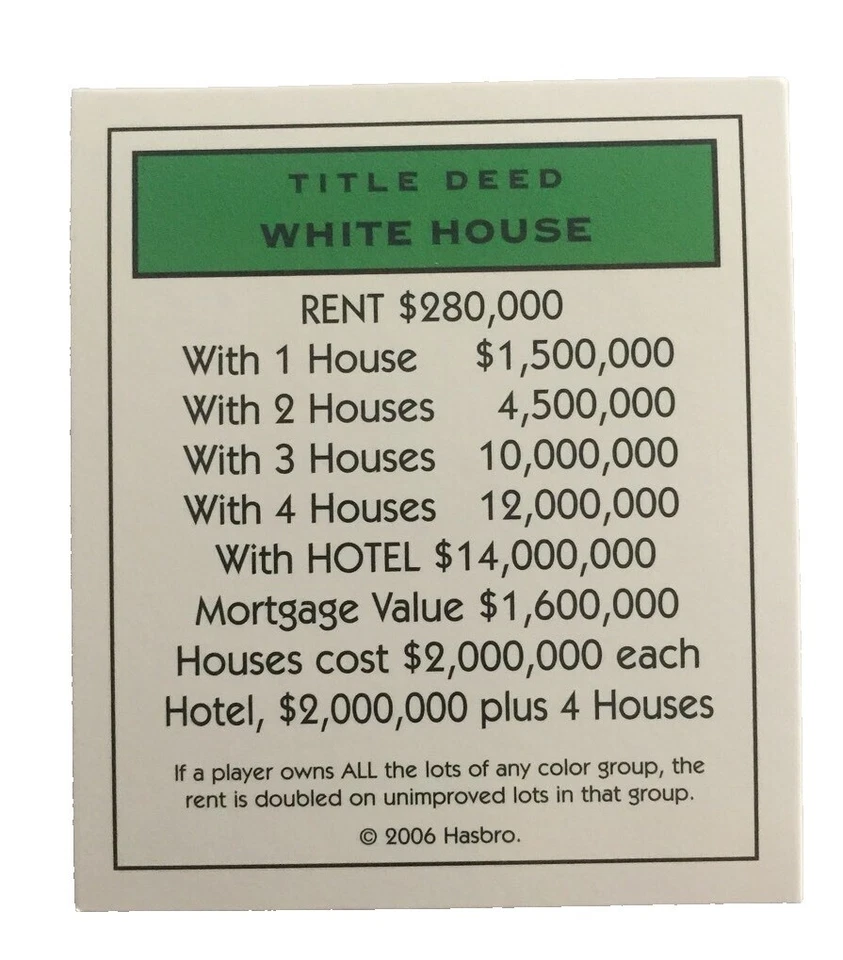 TITLE DEED
WHITE HOUSE
RENT $280,000
With 1 House $1,500,000
With 2 Houses 4,500,000
With 3 Houses 10,000,000
With 4 Houses 12,000,000
With HOTEL $14,000,000
Mortgage Value $1,600,000
Houses cost $2,000,000 each
Hotel, $2,000,000 plus 4 Houses
If a player owns ALL the lots of any color group, the
rent is doubled on unimproved lots in that group.
© 2006 Hasbro.